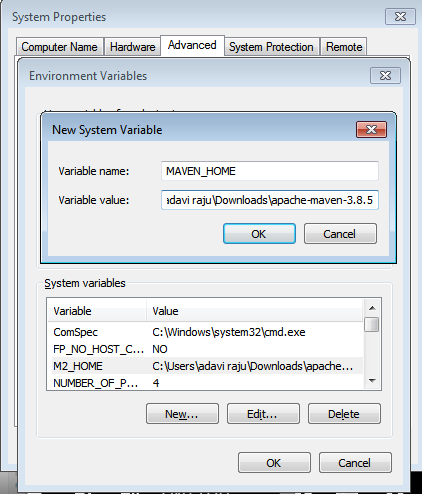 System Properties
Computer Name Hardware Advanced System Protection Remote
Environment Variables
New System Variable
Variable name: MAVEN_HOME
Variable value: adavi raju\Downloads\apache-maven-3.8.5
OK Cancel
System variables
Variable Value
ComSpec C:\Windows\system32\cmd.exe
FP_NO_HOST_C... NO
M2_HOME C:\Users\adavi raju\Downloads\apache...
NUMBER_OF_P... 4
New... Edit... Delete
OK Cancel